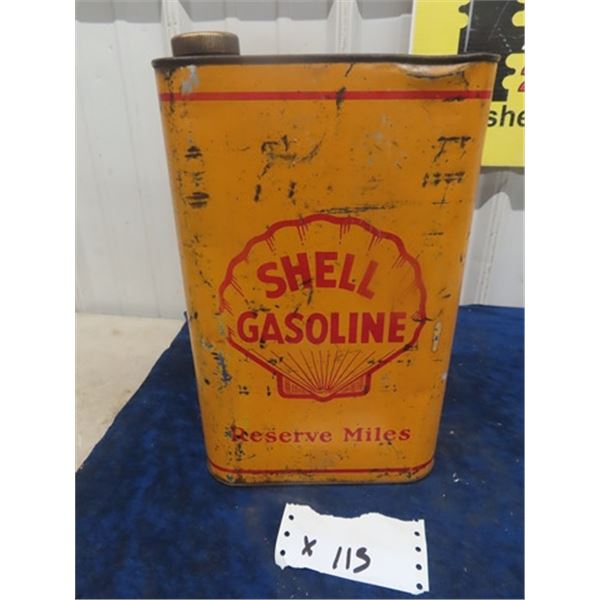 she
SHELL
GASOLINE
Reserve Miles
x 115